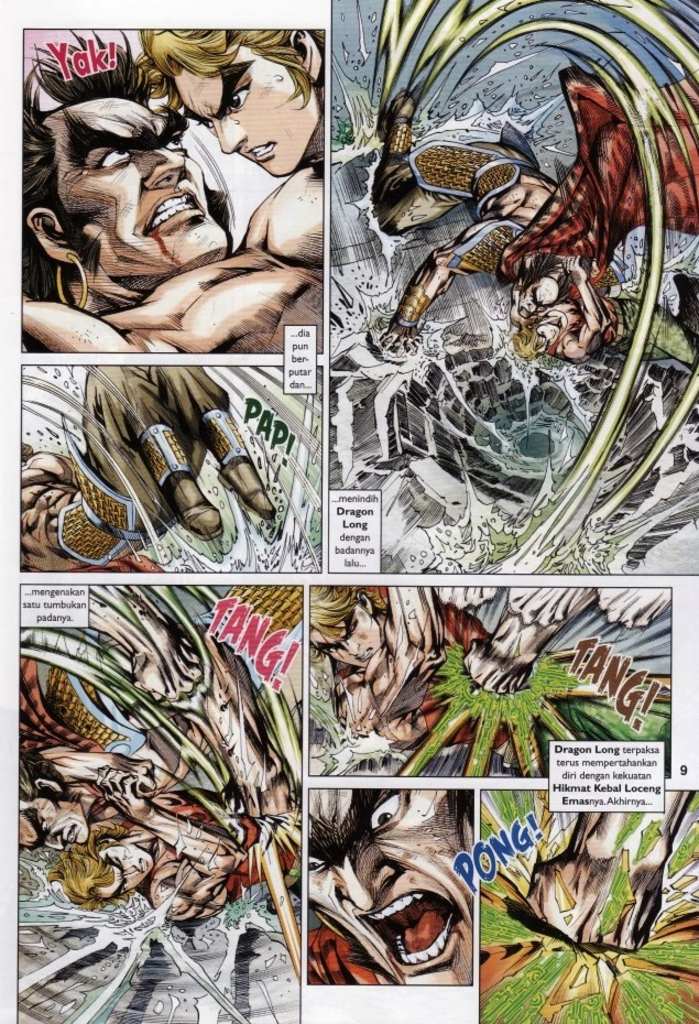 Yak!
...dia
pun
ber-
putar
dan...
PAP!
...menindih
Dragon
Long
dengan
badannya
lalu...
...mengenakan
satu tumbukan
padanya.
TANG!
TANG!
Dragon Long terpaksa
terus mempertahankan
diri dengan kekuatan
Hikmat Kebal Loceng
Emasnya. Akhirnya...
9
PONG!